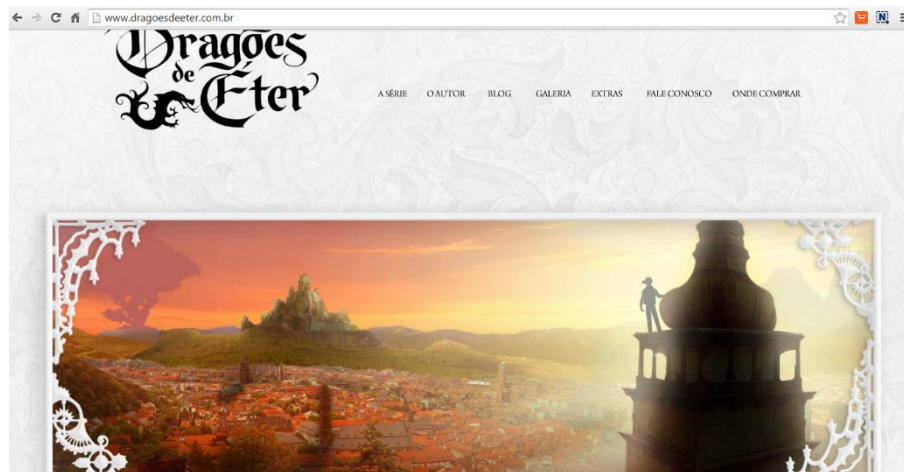 www.dragoesdeeter.com.br
Dragões
de Éter
A SÉRIE O AUTOR BLOG GALERIA EXTRAS FALE CONOSCO ONDE COMPRAR